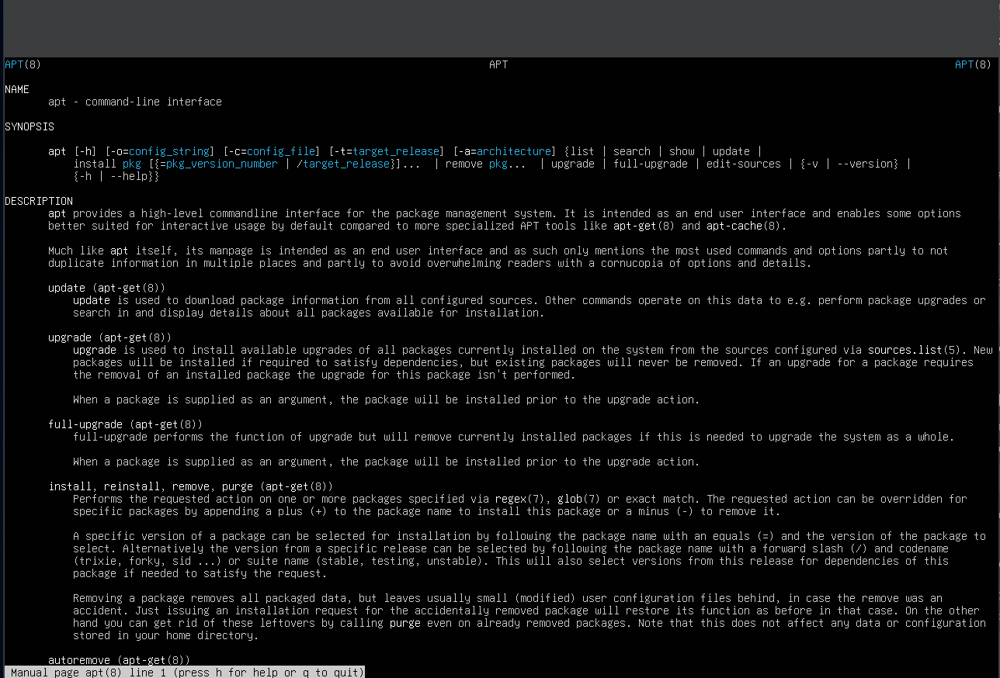 APT(8) APT APT(8)
NAME
apt - command-line interface
SYNOPSIS
apt [-h] [-o=config_string] [-c=config_file] [-t=target_release] [-a=architecture] {list | search | show | update |
install pkg [{=pkg_version_number | /target_release}]... | remove pkg... | upgrade | full-upgrade | edit-sources | {-v | --version} |
{-h | --help}}
DESCRIPTION
apt provides a high-level commandline interface for the package management system. It is intended as an end user interface and enables some options
better suited for interactive usage by default compared to more specialized APT tools like apt-get(8) and apt-cache(8).
Much like apt itself, its manpage is intended as an end user interface and as such only mentions the most used commands and options partly to not
duplicate information in multiple places and partly to avoid overwhelming readers with a cornucopia of options and details.
update (apt-get(8))
update is used to download package information from all configured sources. Other commands operate on this data to e.g. perform package upgrades or
search in and display details about all packages available for installation.
upgrade (apt-get(8))
upgrade is used to install available upgrades of all packages currently installed on the system from the sources configured via sources.list(5). New
packages will be installed if required to satisfy dependencies, but existing packages will never be removed. If an upgrade for a package requires
the removal of an installed package the upgrade for this package isn't performed.
When a package is supplied as an argument, the package will be installed prior to the upgrade action.
full-upgrade (apt-get(8))
full-upgrade performs the function of upgrade but will remove currently installed packages if this is needed to upgrade the system as a whole.
When a package is supplied as an argument, the package will be installed prior to the upgrade action.
install, reinstall, remove, purge (apt-get(8))
Performs the requested action on one or more packages specified via regex(7), glob(7) or exact match. The requested action can be overridden for
specific packages by appending a plus (+) to the package name to install this package or a minus (-) to remove it.
A specific version of a package can be selected for installation by following the package name with an equals (=) and the version of the package to
select. Alternatively the version from a specific release can be selected by following the package name with a forward slash (/) and codename
(trixie, forky, sid ...) or suite name (stable, testing, unstable). This will also select versions from this release for dependencies of this
package if needed to satisfy the request.
Removing a package removes all packaged data, but leaves usually small (modified) user configuration files behind, in case the remove was an
accident. Just issuing an installation request for the accidentally removed package will restore its function as before in that case. On the other
hand you can get rid of these leftovers by calling purge even on already removed packages. Note that this does not affect any data or configuration
stored in your home directory.
autoremove (apt-get(8))
Manual page apt(8) line 1 (press h for help or q to quit)